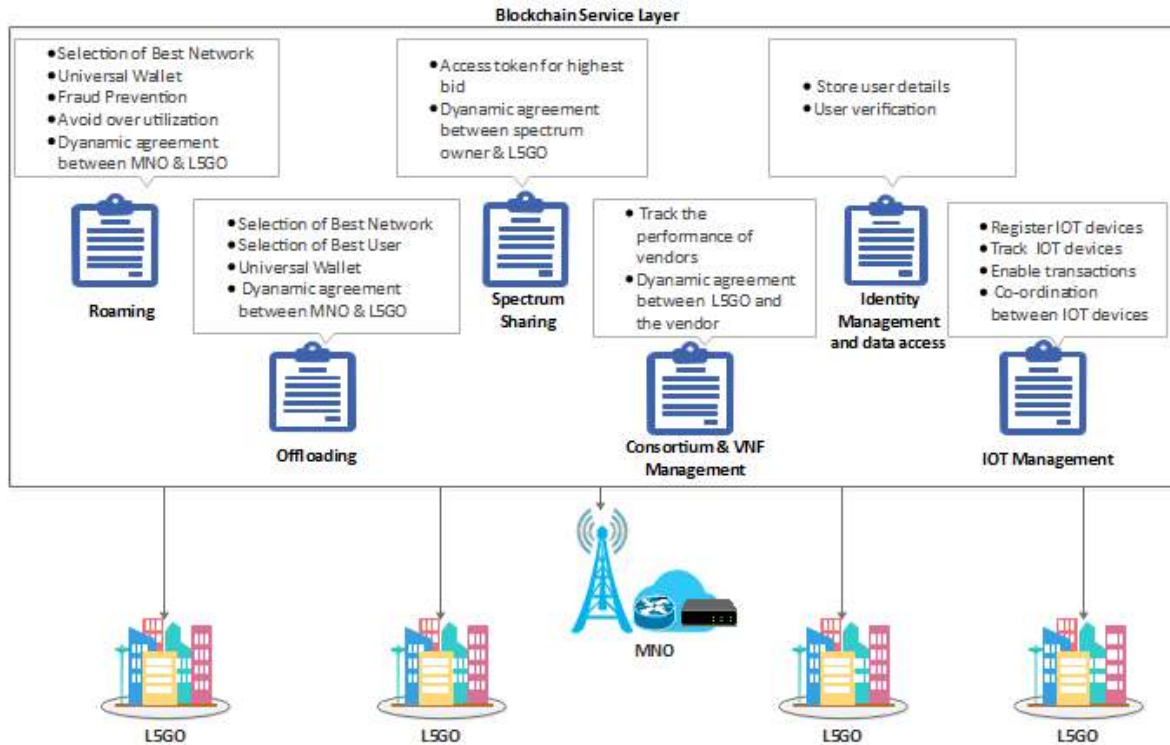 Blockchain Service Layer
● Selection of Best Network
● Universal Wallet
● Fraud Prevention
● Avoid over utilization
● Dyanamic agreement
between MNO & L5GO
Roaming
● Selection of Best Network
● Selection of Best User
● Universal Wallet
● Dyanamic agreement
between MNO & L5GO
Offloading
● Access token for highest
bid
● Dyanamic agreement
between spectrum
owner & L5GO
Spectrum
Sharing
● Track the
performance of
vendors
● Dyanamic agreement
between L5GO and
the vendor
Consortium & VNF
Management
● Store user details
● User verification
Identity
Management
and data access
● Register IOT devices
● Track IOT devices
● Enable transactions
● Co-ordination
between IOT devices
IOT Management
MNO
L5GO
L5GO
L5GO
L5GO